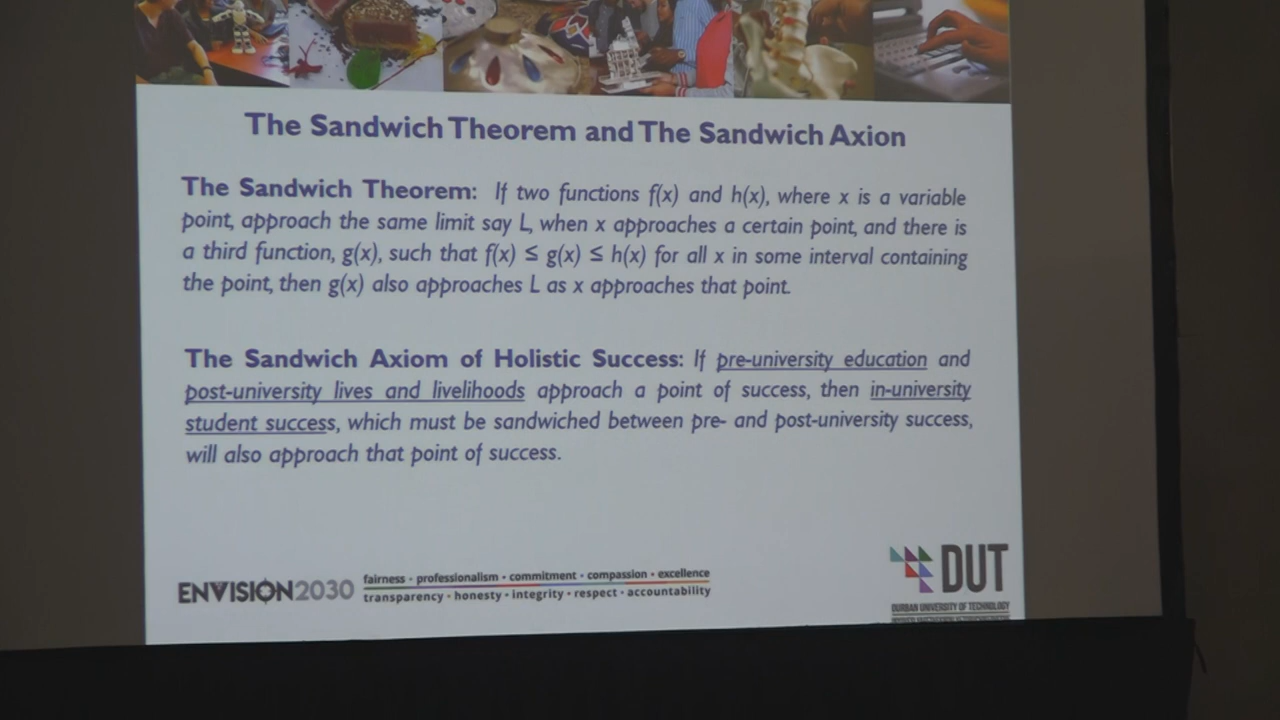 The Sandwich Theorem and The Sandwich Axion
The Sandwich Theorem: If two functions f(x) and h(x), where x is a variable
point, approach the same limit say L, when x approaches a certain point, and there is
a third function, g(x), such that f(x) ≤ g(x) ≤ h(x) for all x in some interval containing
the point, then g(x) also approaches L as x approaches that point.
The Sandwich Axiom of Holistic Success: If pre-university education and
post-university lives and livelihoods approach a point of success, then in-university
student success, which must be sandwiched between pre- and post-university success,
will also approach that point of success.
ENVISION2030
fairness • professionalism • commitment • compassion • excellence
transparency • honesty • integrity • respect • accountability
DUT
DURBAN UNIVERSITY OF TECHNOLOGY